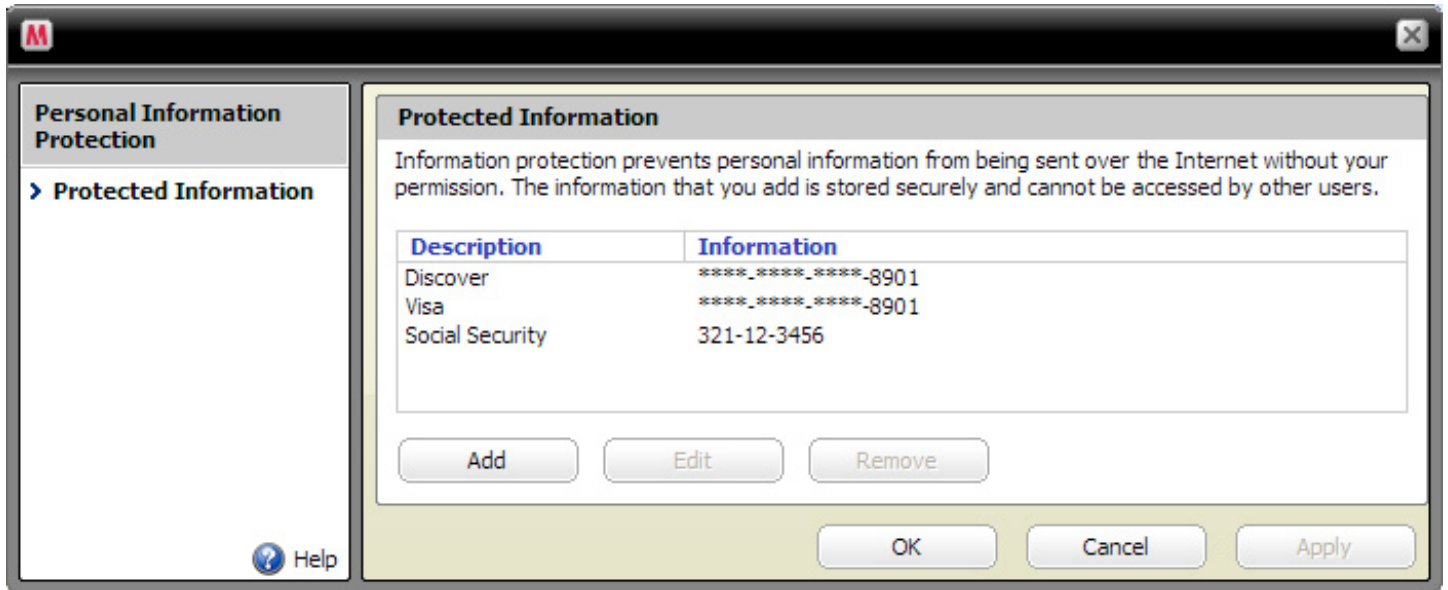 Personal Information
Protection
Protected Information
Help
Protected Information
Information protection prevents personal information from being sent over the Internet without your
permission. The information that you add is stored securely and cannot be accessed by other users.
Description Information
Discover ****-****-****-8901
Visa ****-****-****-8901
Social Security 321-12-3456
Add Edit Remove
OK Cancel Apply